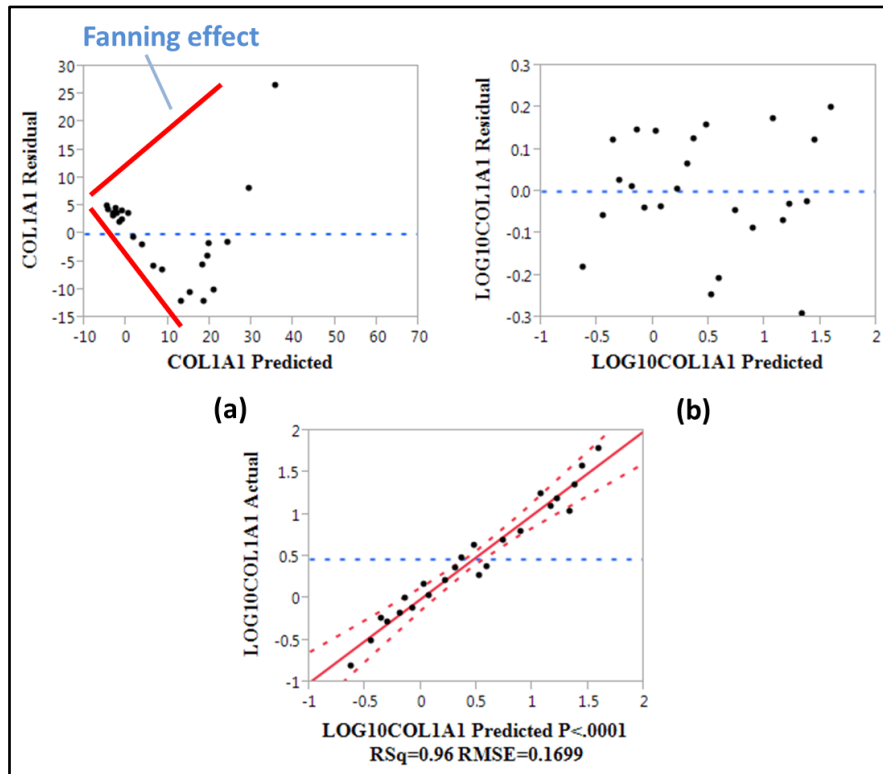 Fanning effect
30
25
20
15
10
5
0
-5
-10
-15
COL1A1 Residual
-10 0 10 20 30 40 50 60 70
COL1A1 Predicted
(a)
0.3
0.2
0.1
0.0
-0.1
-0.2
-0.3
LOG10COL1A1 Residual
-1 -0.5 0 0.5 1 1.5 2
LOG10COL1A1 Predicted
(b)
2
1.5
1
0.5
0
-0.5
-1
LOG10COL1A1 Actual
-1 -0.5 0 0.5 1 1.5 2
LOG10COL1A1 Predicted P<.0001
RSq=0.96 RMSE=0.1699